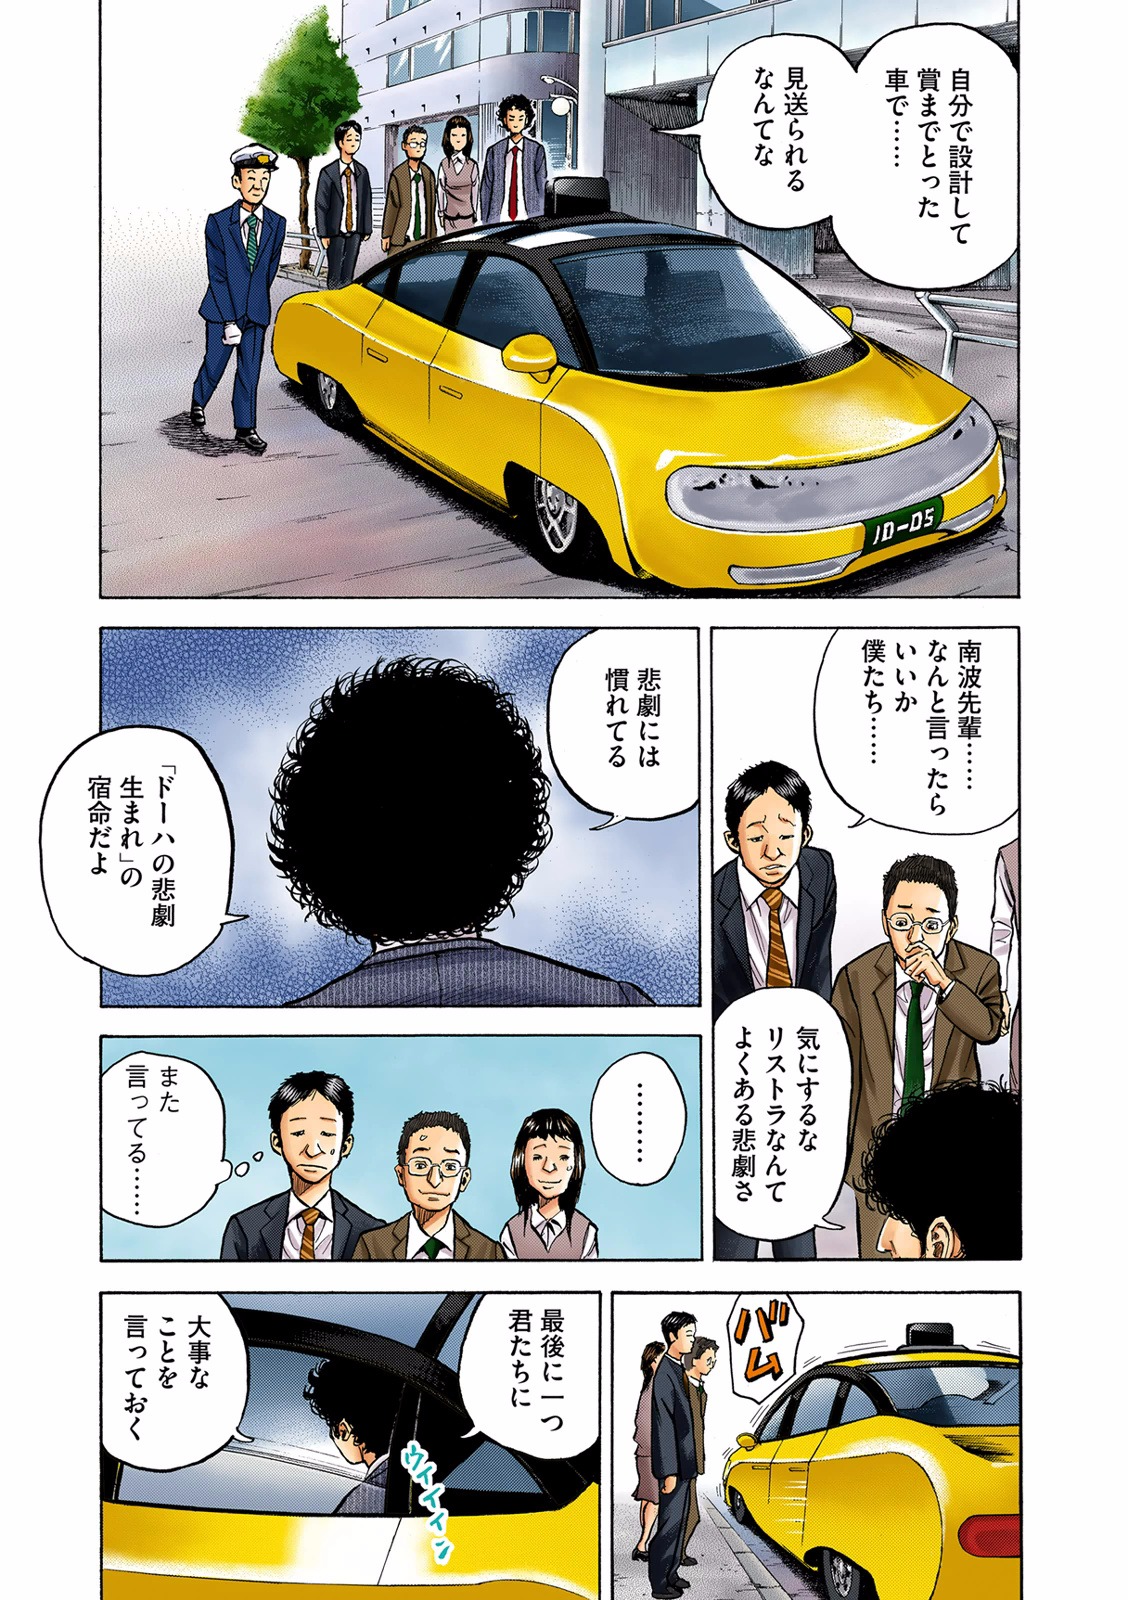 自分で設計して
賞までとった
車で……
見送られる
なんてな
10-05
南波先輩……
なんと言ったら
いいか
僕たち……
気にするな
リストラなんて
よくある悲劇さ
悲劇には
慣れてる
「ドーハの悲劇
生まれ」の
宿命だよ
………
また
言ってる……
バム
最後に一つ
君たちに
ウイイイン
大事な
ことを
言っておく